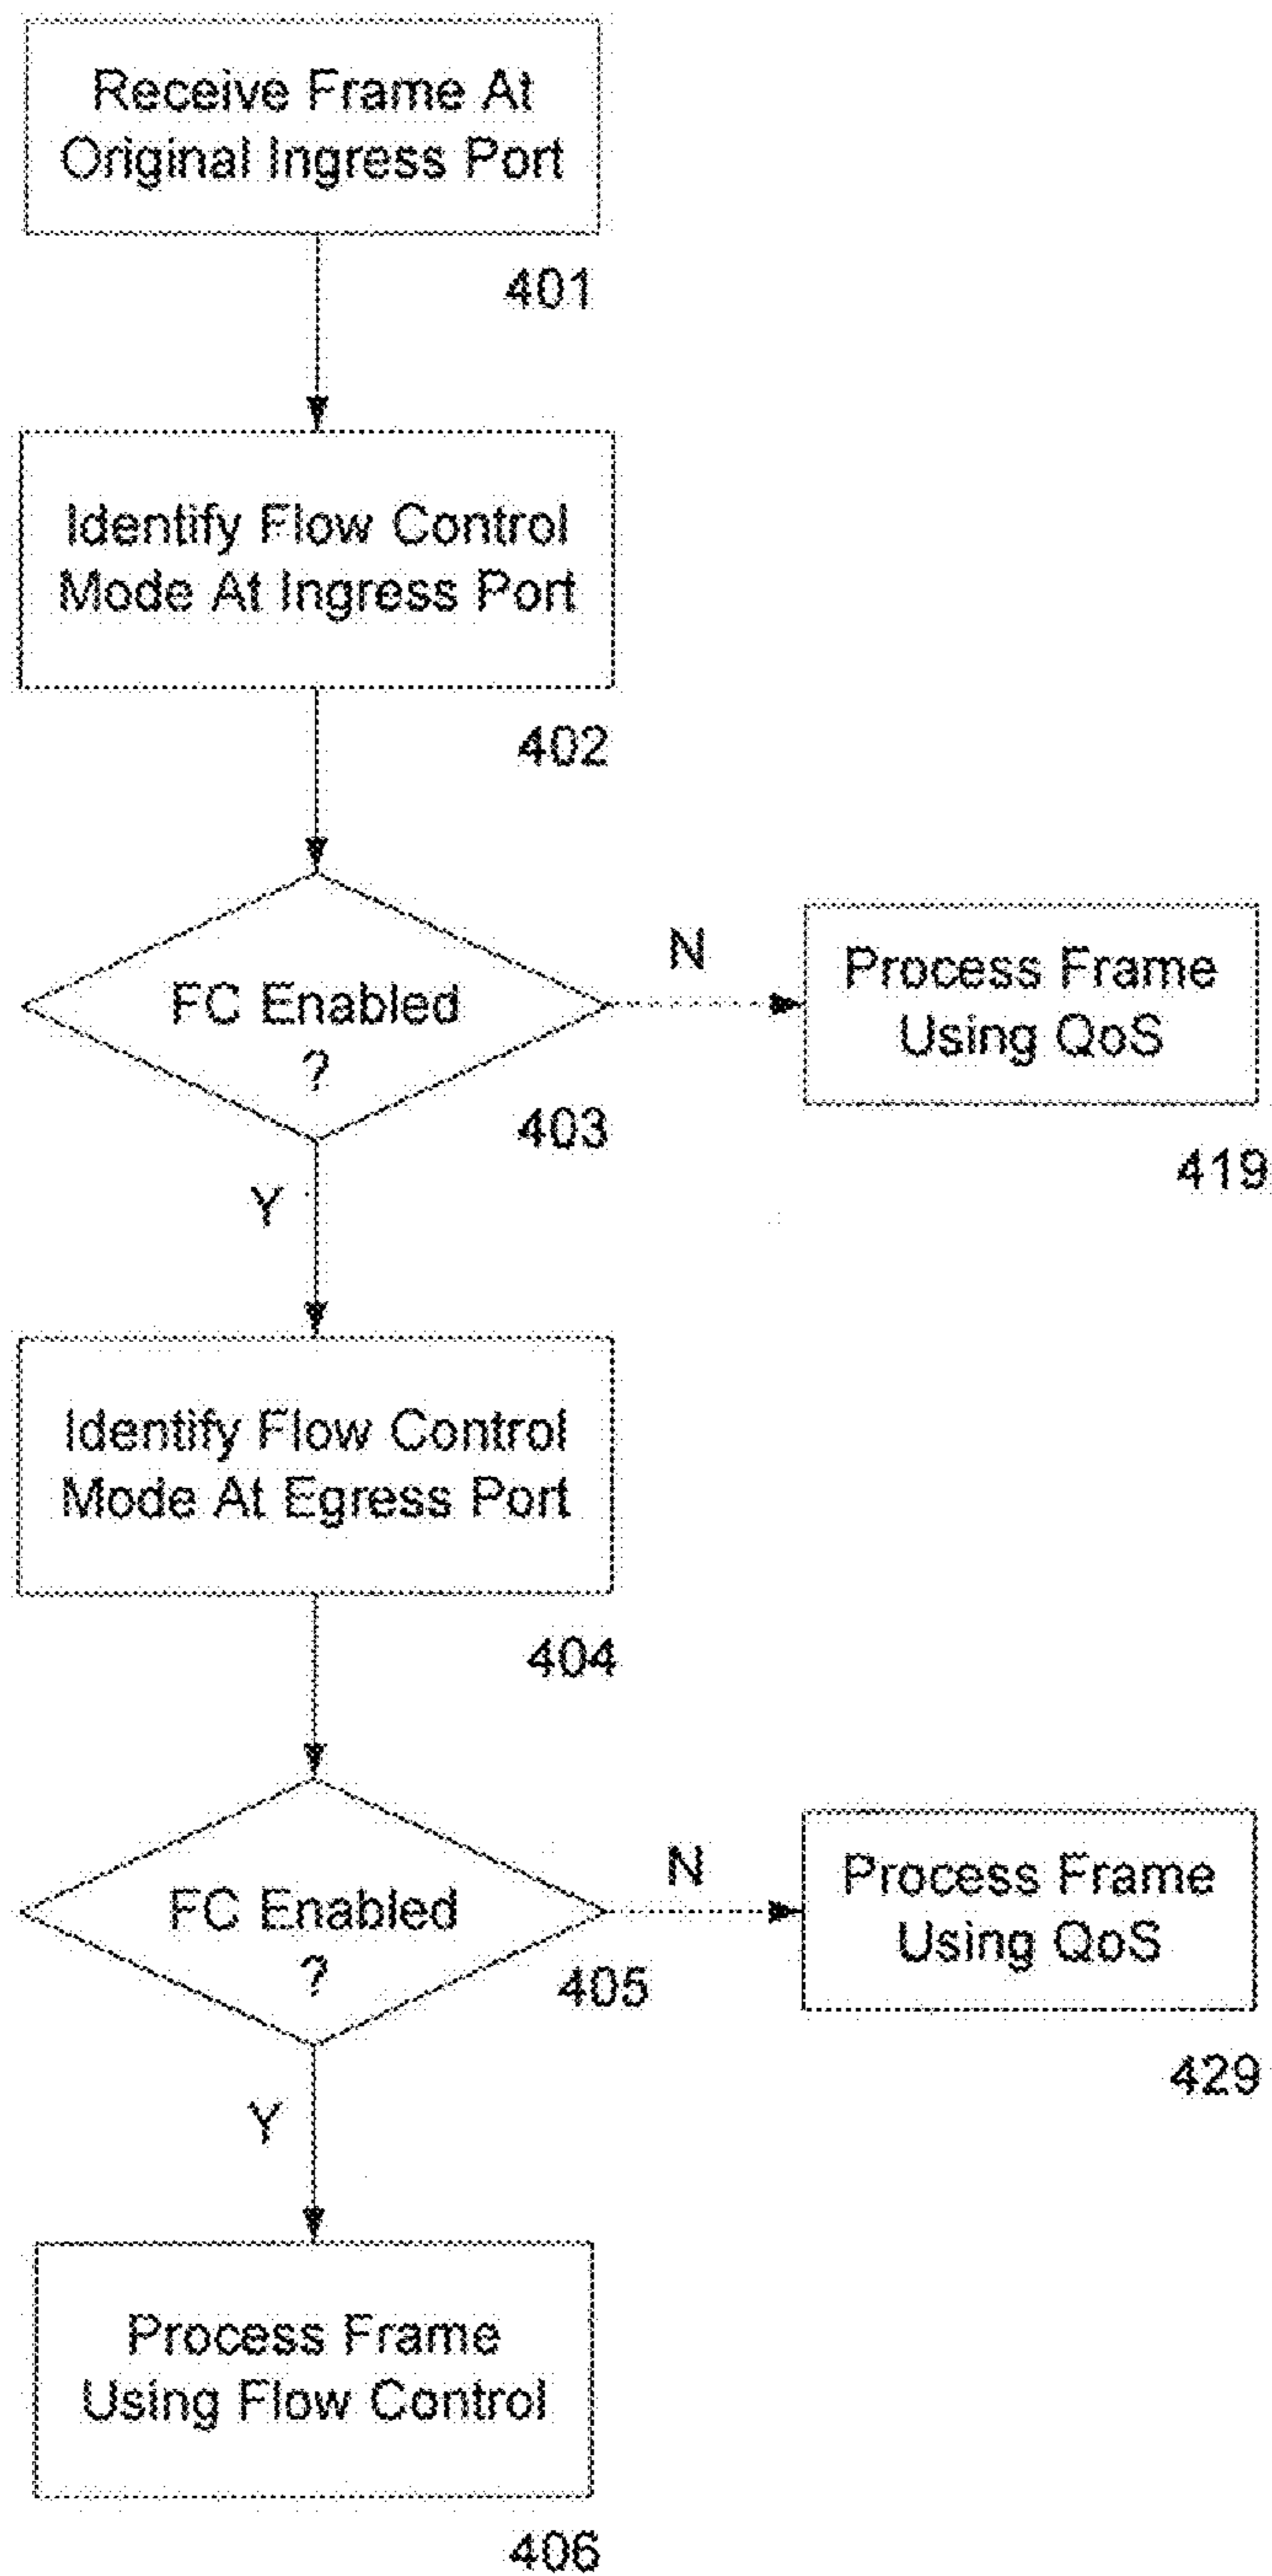 Receive Frame At
Original Ingress Port
401
Identify Flow Control
Mode At Ingress Port
402
FC Enabled
?
403
N
Process Frame
Using QoS
419
Y
Identify Flow Control
Mode At Egress Port
404
FC Enabled
?
405
N
Process Frame
Using QoS
429
Y
Process Frame
Using Flow Control
406